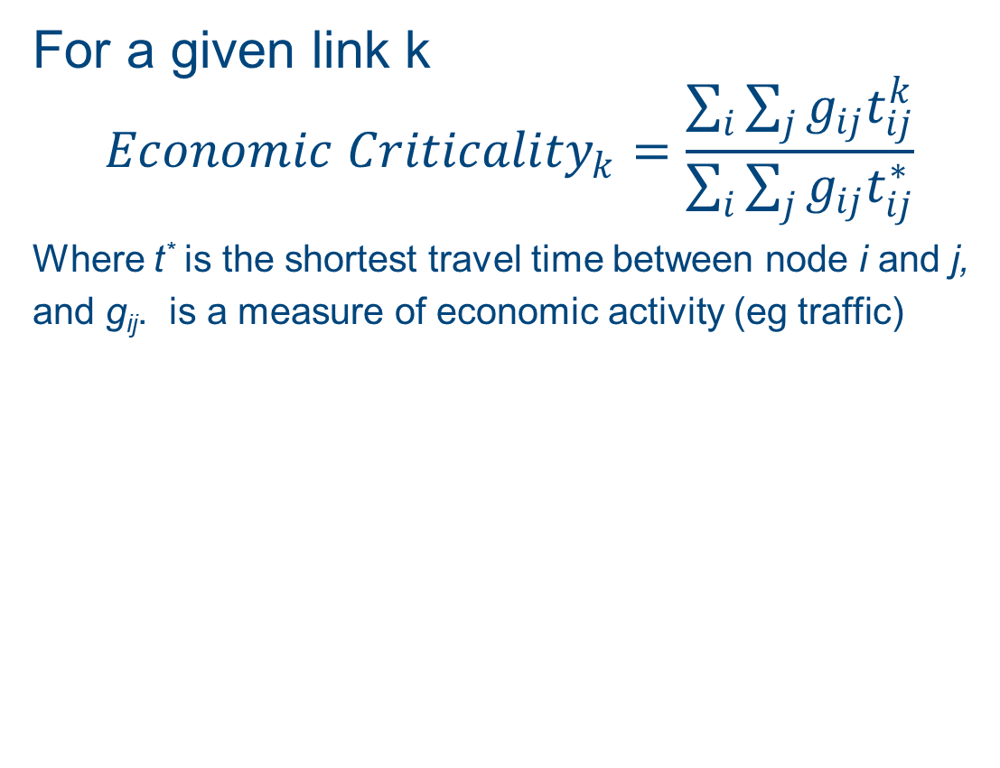 For a given link k
Economic Criticality_k = \frac{\sum_i \sum_j g_{ij} t_{ij}^k}{\sum_i \sum_j g_{ij} t_{ij}^*}
Where t* is the shortest travel time between node i and j,
and g_{ij}.  is a measure of economic activity (eg traffic)